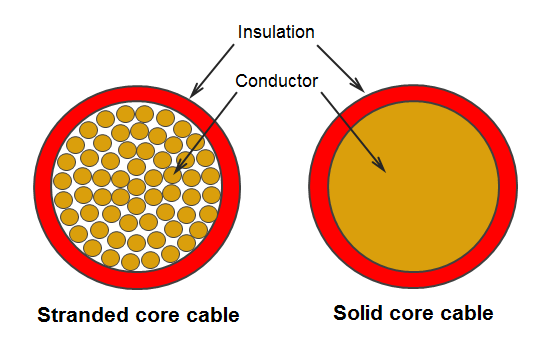 Insulation
Conductor
Stranded core cable
Solid core cable